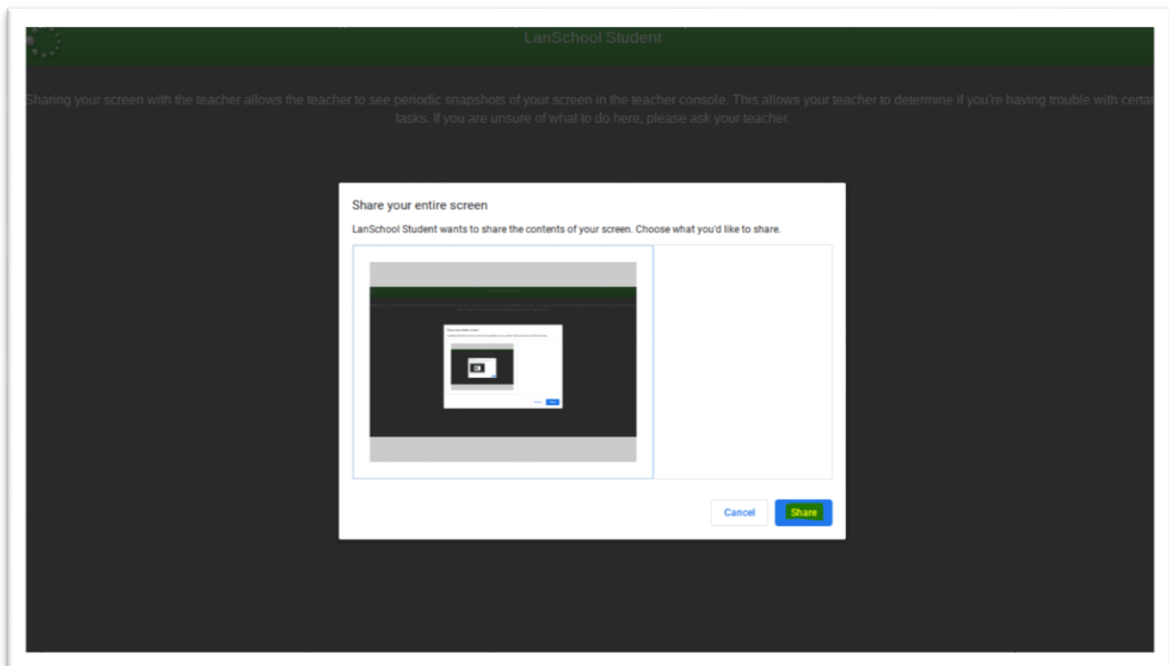 LanSchool Student
Sharing your screen with the teacher allows the teacher to see periodic snapshots of your screen in the teacher console. This allows your teacher to determine if you're having trouble with certai
tasks. If you are unsure of what to do here, please ask your teacher.
Share your entire screen
LanSchool Student wants to share the contents of your screen. Choose what you'd like to share.
Cancel
Share